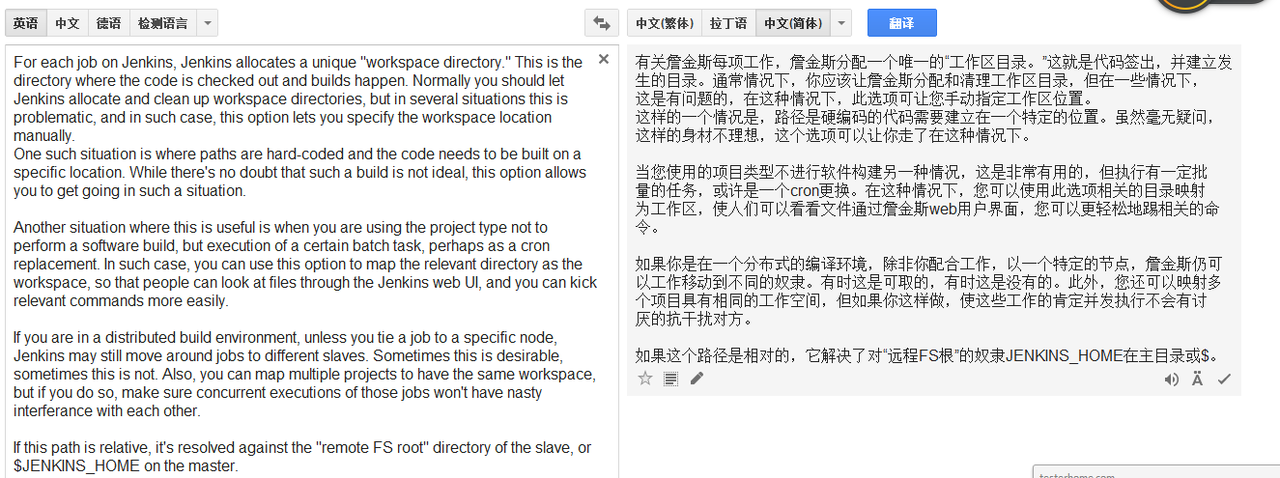 英语 中文 德语 检测语言
中文(繁体) 拉丁语 中文(简体) 翻译
For each job on Jenkins, Jenkins allocates a unique "workspace directory." This is the
directory where the code is checked out and builds happen. Normally you should let
Jenkins allocate and clean up workspace directories, but in several situations this is
problematic, and in such case, this option lets you specify the workspace location
manually.
One such situation is where paths are hard-coded and the code needs to be built on a
specific location. While there's no doubt that such a build is not ideal, this option allows
you to get going in such a situation.
Another situation where this is useful is when you are using the project type not to
perform a software build, but execution of a certain batch task, perhaps as a cron
replacement. In such case, you can use this option to map the relevant directory as the
workspace, so that people can look at files through the Jenkins web UI, and you can kick
relevant commands more easily.
If you are in a distributed build environment, unless you tie a job to a specific node,
Jenkins may still move around jobs to different slaves. Sometimes this is desirable,
sometimes this is not. Also, you can map multiple projects to have the same workspace,
but if you do so, make sure concurrent executions of those jobs won't have nasty
interferance with each other.
If this path is relative, it's resolved against the "remote FS root" directory of the slave, or
$JENKINS_HOME on the master.
有关詹金斯每项工作，詹金斯分配一个唯一的“工作区目录。”这就是代码签出，并建立发
生的目录。通常情况下，你应该让詹金斯分配和清理工作区目录，但在一些情况下，
这是有问题的，在这种情况下，此选项可让您手动指定工作区位置。
这样的一个情况是，路径是硬编码的代码需要建立在一个特定的位置。虽然毫无疑问，
这样的身材不理想，这个选项可以让你走了在这种情况下。
当您使用的项目类型不进行软件构建另一种情况，这是非常有用的，但执行有一定批
量的任务，或许是一个cron更换。在这种情况下，您可以使用此选项相关的目录映射
为工作区，使人们可以看看文件通过詹金斯web用户界面，您可以更轻松地踢相关的命
令。
如果你是在一个分布式的编译环境，除非你配合工作，以一个特定的节点，詹金斯仍可
以工作移动到不同的奴隶。有时这是可取的，有时这是没有的。此外，您还可以映射多
个项目具有相同的工作空间，但如果你这样做，使这些工作的肯定并发执行不会有讨
厌的抗干扰对方。
如果这个路径是相对的，它解决了对“远程FS根”的奴隶JENKINS_HOME在主目录或$。
Ä
testerhome.com